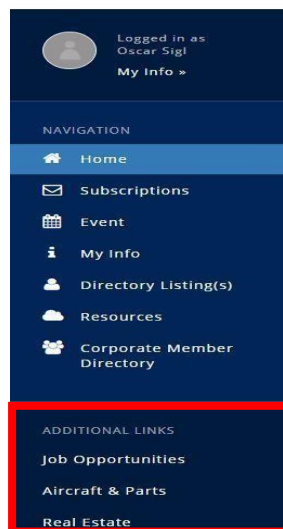 Logged in as
Oscar Sigl
My Info »
NAVIGATION
Home
Subscriptions
Event
My Info
Directory Listing(s)
Resources
Corporate Member
Directory
ADDITIONAL LINKS
Job Opportunities
Aircraft & Parts
Real Estate